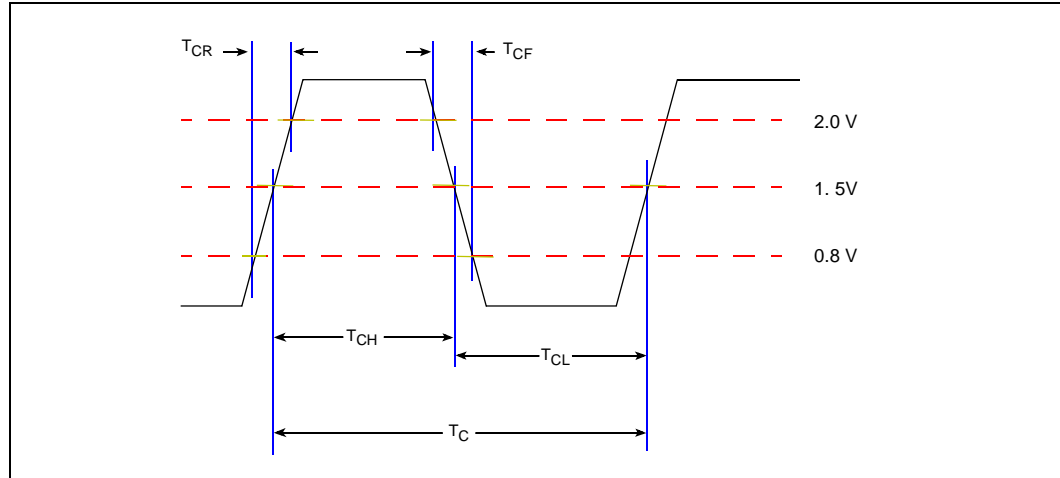 TCR
TCF
2.0 V
1. 5V
0.8 V
TCH
TCL
TC